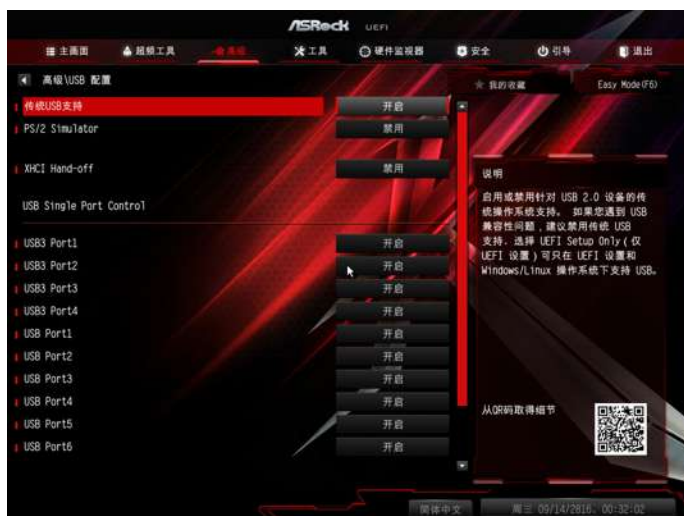 ASRock UEFI
主画面 超频工具 高级 工具 硬件监视器 安全 引导 退出
高级\USB 配置
我的收藏 Easy Mode(F6)
传统USB支持 开启
PS/2 Simulator 禁用
XHCI Hand-off 禁用
USB Single Port Control
USB3 Port1 开启
USB3 Port2 开启
USB3 Port3 开启
USB3 Port4 开启
USB Port1 开启
USB Port2 开启
USB Port3 开启
USB Port4 开启
USB Port5 开启
USB Port6 开启
说明
启用或禁用针对 USB 2.0 设备的传
统操作系统支持。 如果您遇到 USB
兼容性问题，建议禁用传统 USB
支持. 选择 UEFI Setup Only ( 仅
UEFI 设置 ) 可只在 UEFI 设置和
Windows/Linux 操作系统下支持 USB。
从QR码取得细节
简体中文
周三 09/14/2816. 00:32:02